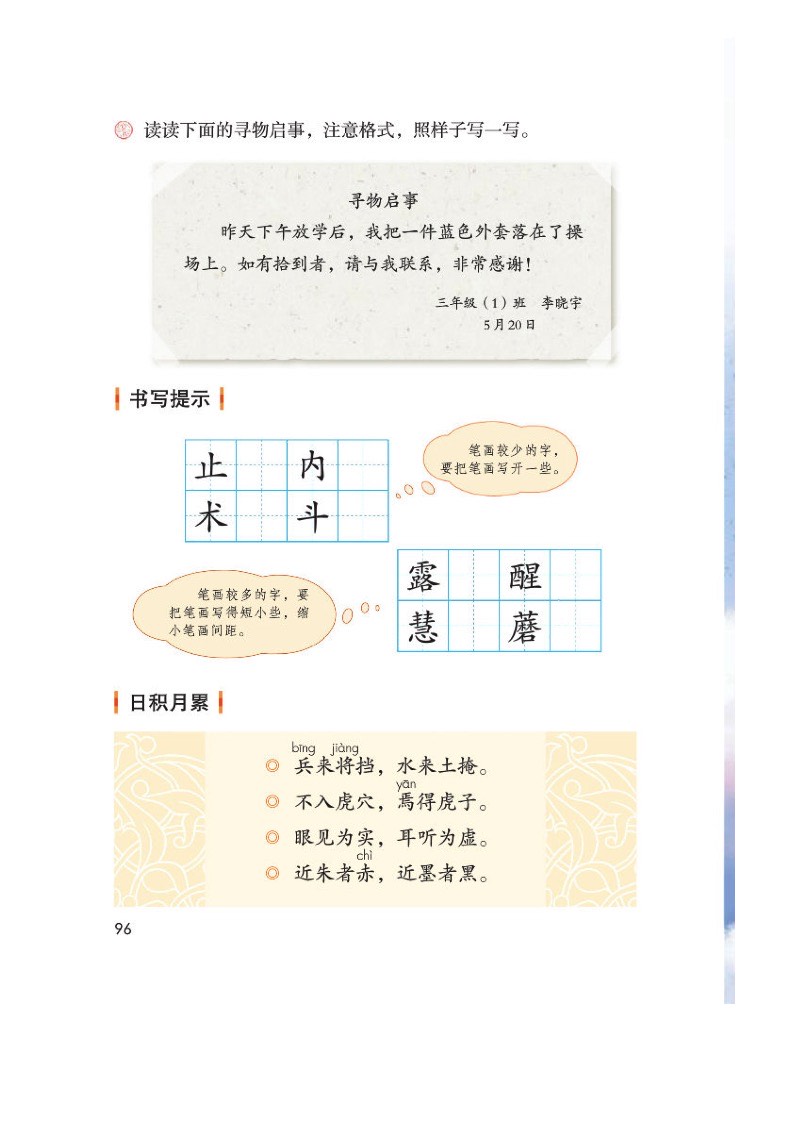 读读下面的寻物启事，注意格式，照样子写一写。
寻物启事
昨天下午放学后，我把一件蓝色外套落在了操
场上。如有拾到者，请与我联系，非常感谢！
三年级（1）班 李晓宇
5月20日
书写提示
止 内
术 斗
笔画较少的字，
要把笔画写开一些。
笔画较多的字，要
把笔画写得短小些，缩
小笔画间距。
露 醒
慧 蘑
日积月累
bīng jiàng
兵来将挡，水来土掩。
yān
不入虎穴，焉得虎子。
眼见为实，耳听为虚。
chì
近朱者赤，近墨者黑。
96